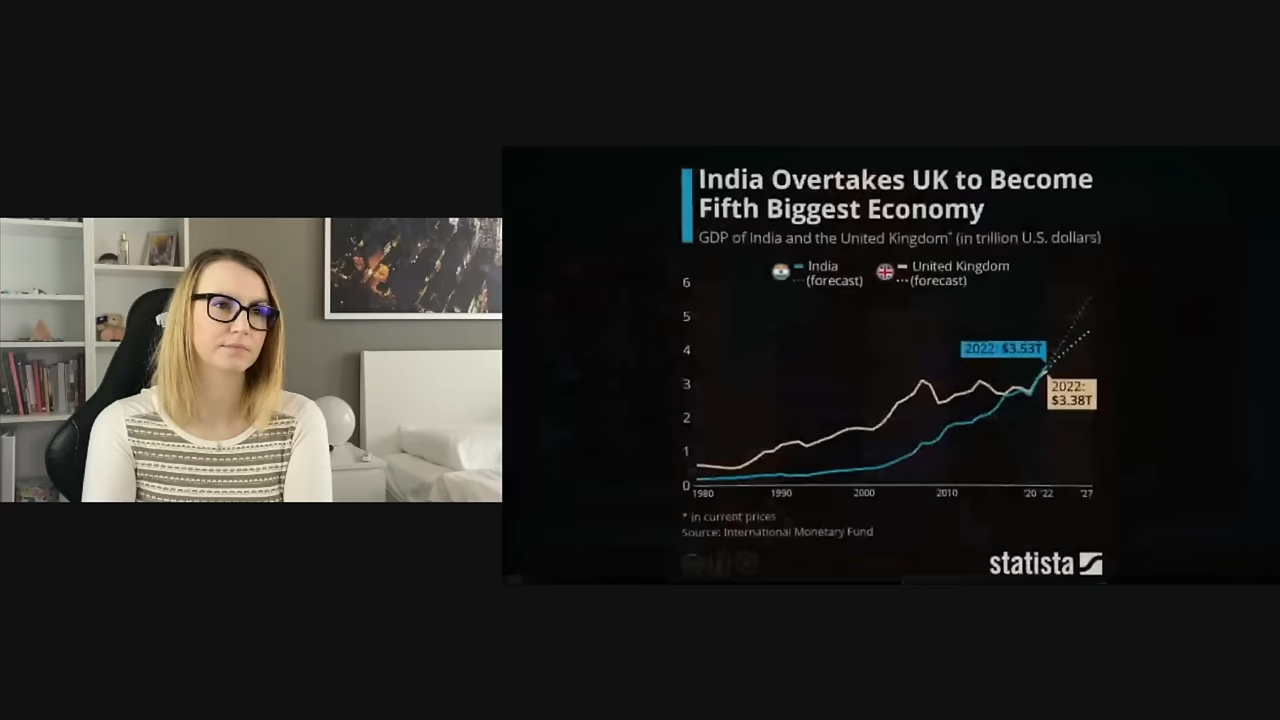 India Overtakes UK to Become
Fifth Biggest Economy
GDP of India and the United Kingdom* (in trillion U.S. dollars)
India
(forecast)
United Kingdom
(forecast)
6
5
4
3
2
1
0
2022: $3.53T
2022:
$3.38T
1980 1990 2000 2010 '20 '22 '27
* in current prices
Source: International Monetary Fund
statista